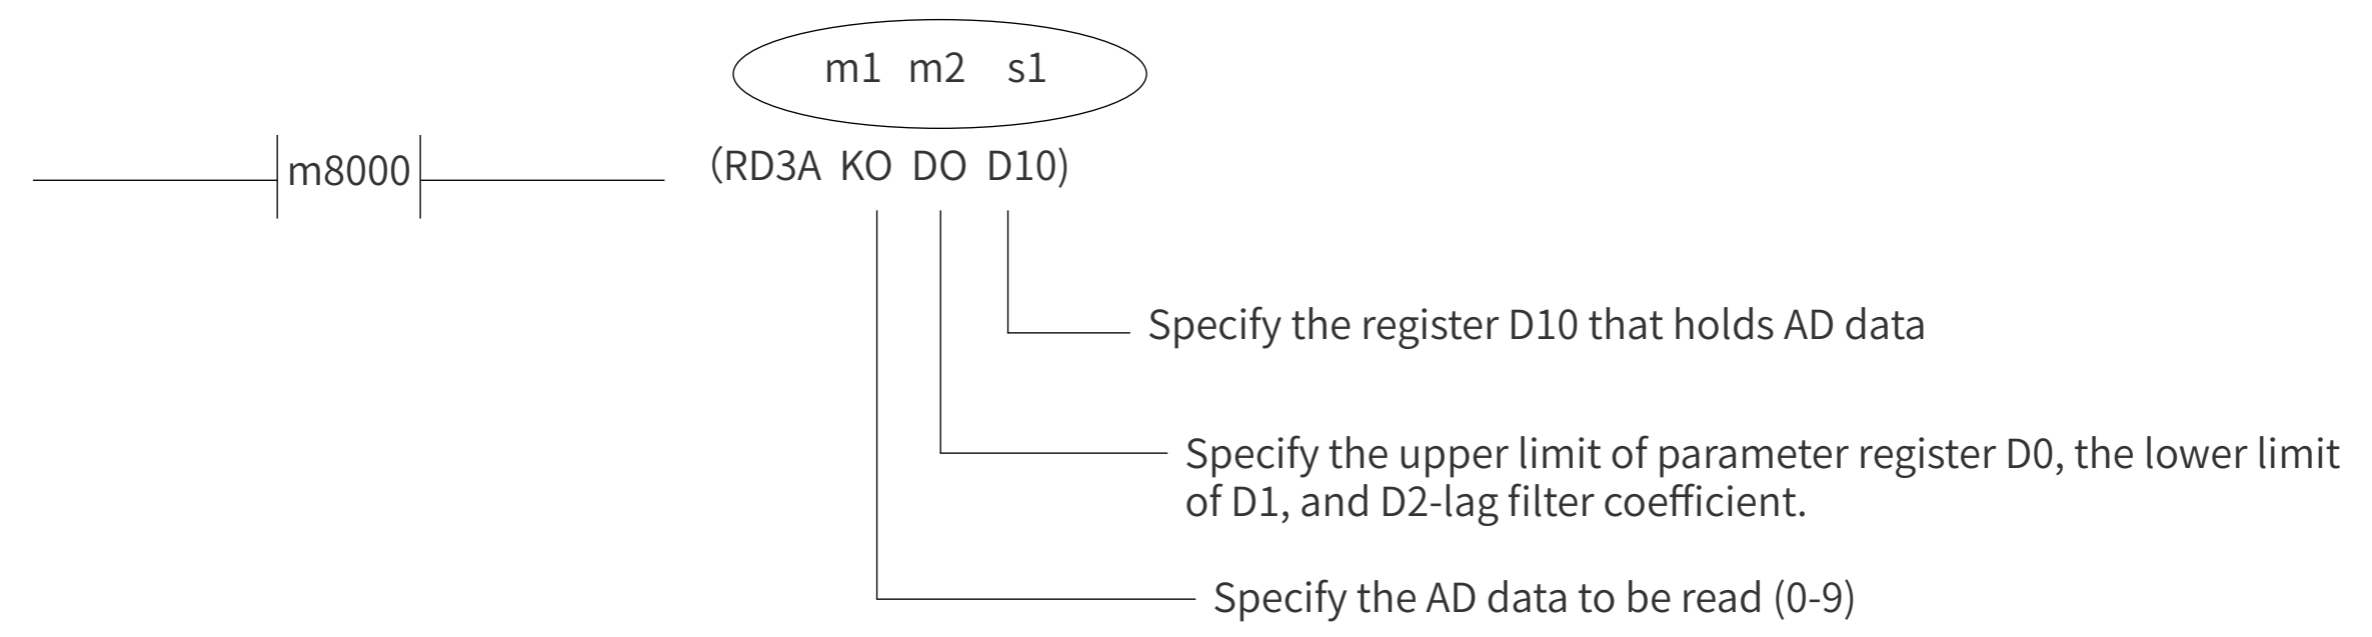 m1 m2 s1
m8000
(RD3A KO DO D10)
Specify the register D10 that holds AD data
Specify the upper limit of parameter register D0, the lower limit
of D1, and D2-lag filter coefficient.
Specify the AD data to be read (0-9)